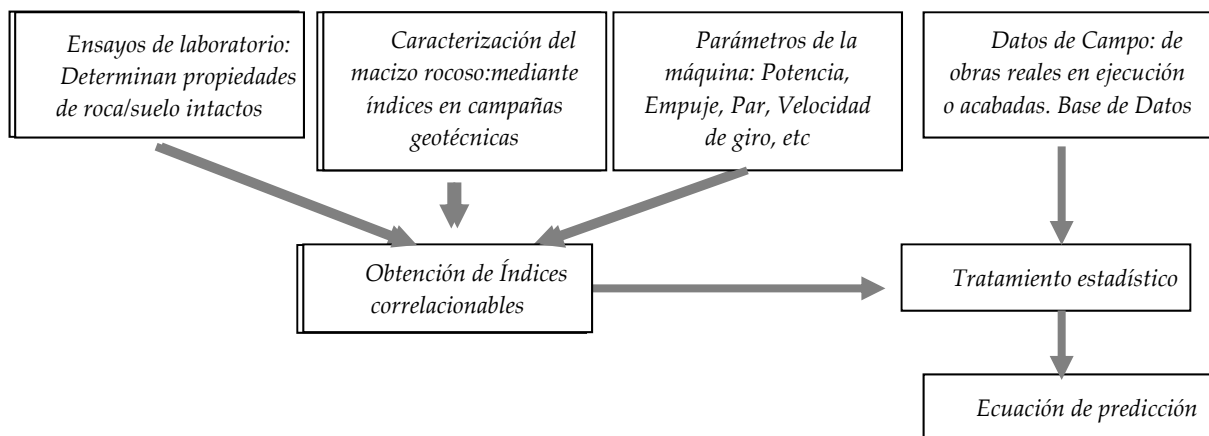 Ensayos de laboratorio:
Determinan propiedades
de roca/suelo intactos
Caracterización del
macizo rocoso:mediante
índices en campañas
geotécnicas
Parámetros de la
máquina: Potencia,
Empuje, Par, Velocidad
de giro, etc
Datos de Campo: de
obras reales en ejecución
o acabadas. Base de Datos
Obtención de Índices
correlacionables
Tratamiento estadístico
Ecuación de predicción